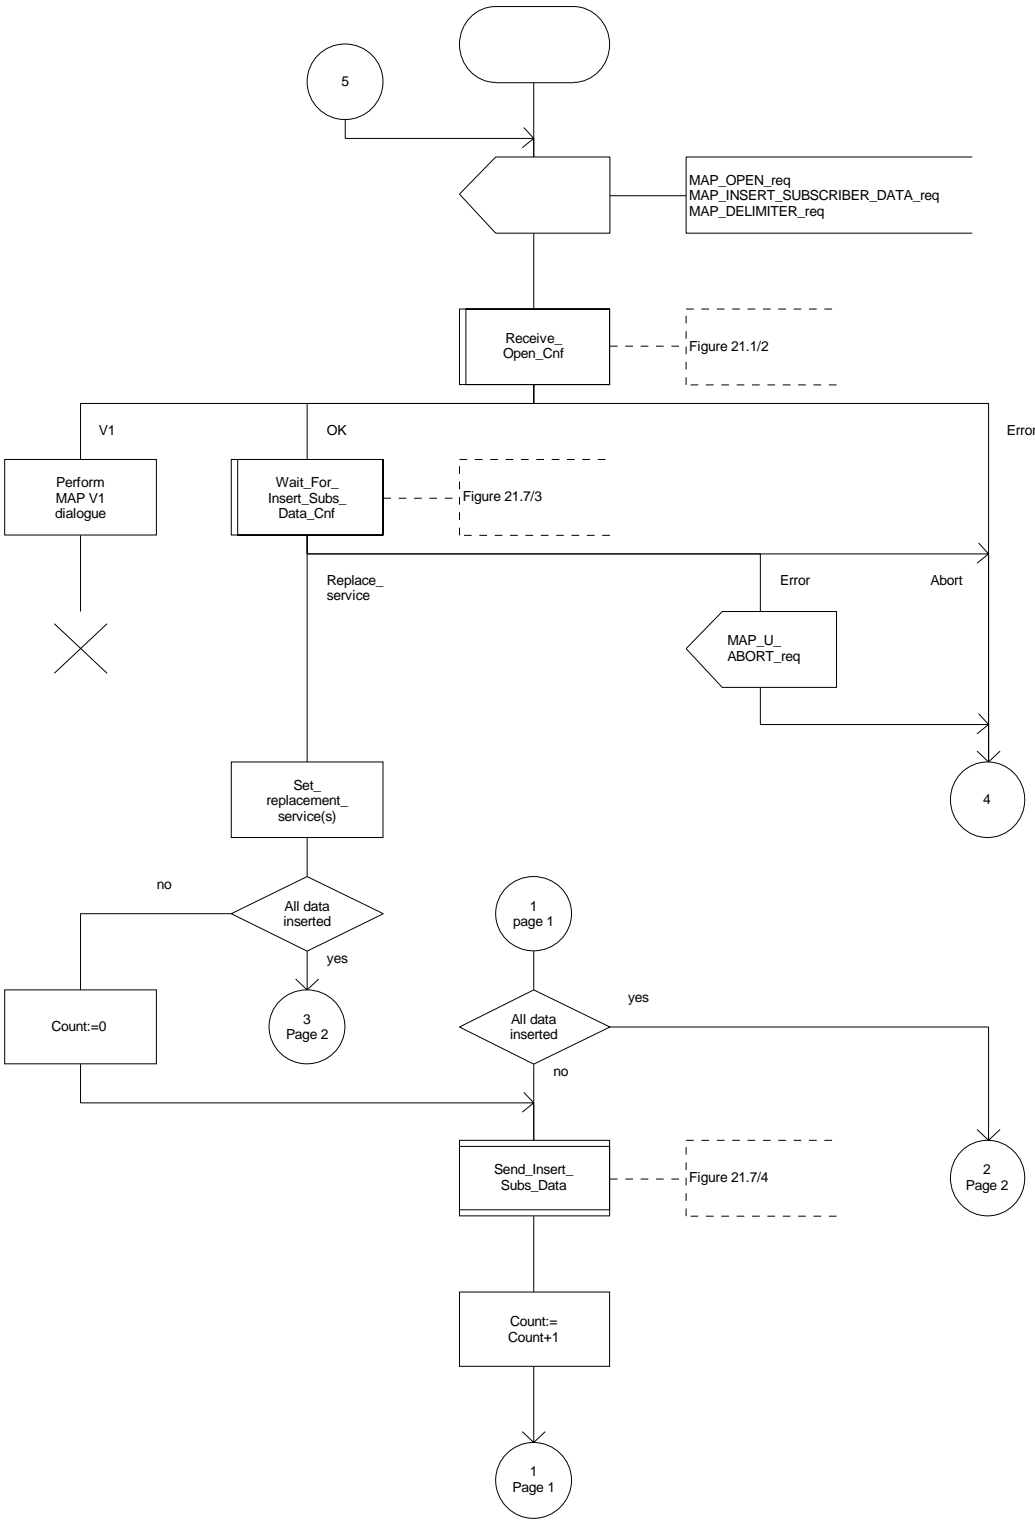 5
MAP_OPEN_req
MAP_INSERT_SUBSCRIBER_DATA_req
MAP_DELIMITER_req
Receive_
Open_Cnf
Figure 21.1/2
V1
OK
Error
Perform
MAP V1
dialogue
Wait_For_
Insert_Subs_
Data_Cnf
Figure 21.7/3
Replace_
service
Error
Abort
MAP_U_
ABORT_req
Set_
replacement_
service(s)
4
no
All data
inserted
yes
1
page 1
Count:=0
3
Page 2
All data
inserted
yes
no
Send_Insert_
Subs_Data
Figure 21.7/4
2
Page 2
Count:=
Count+1
1
Page 1